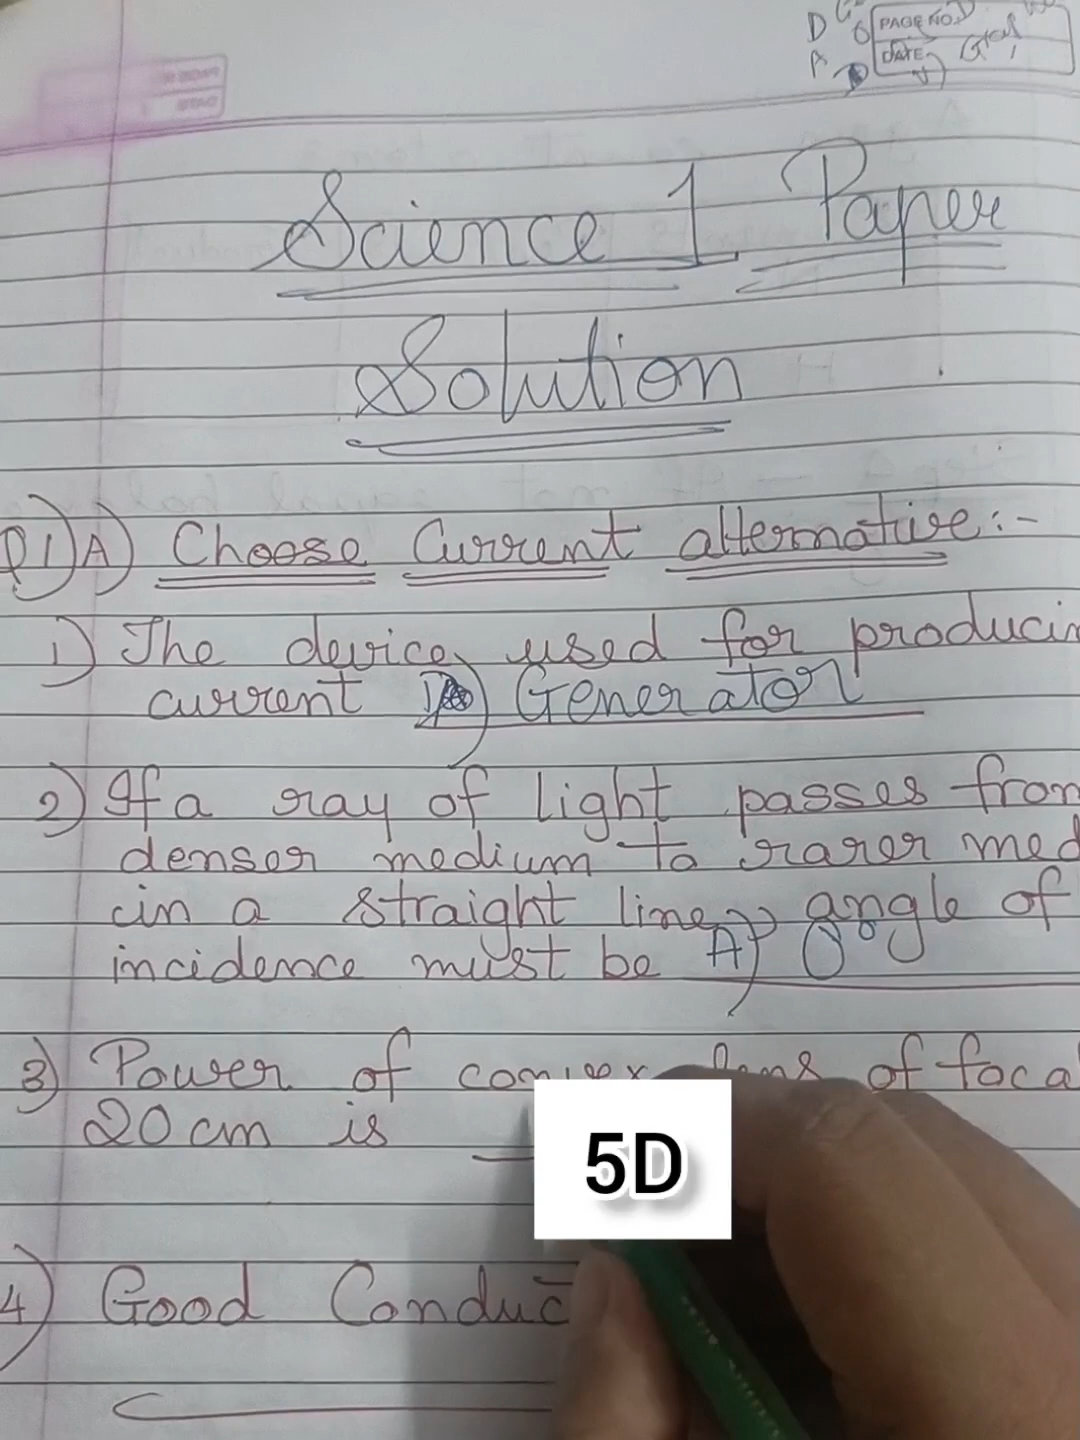 PAGE NO.
DATE
Science 1 Paper
Solution
Q1) A) Choose Current alternative:-
1) The device used for producin
current D) Generator
2) If a ray of light passes from
denser medium to rarer med
in a straight line, angle of
incidence must be A) 0°
3) Power of convex lens of foca
20 cm is
5D
4) Good Conduc